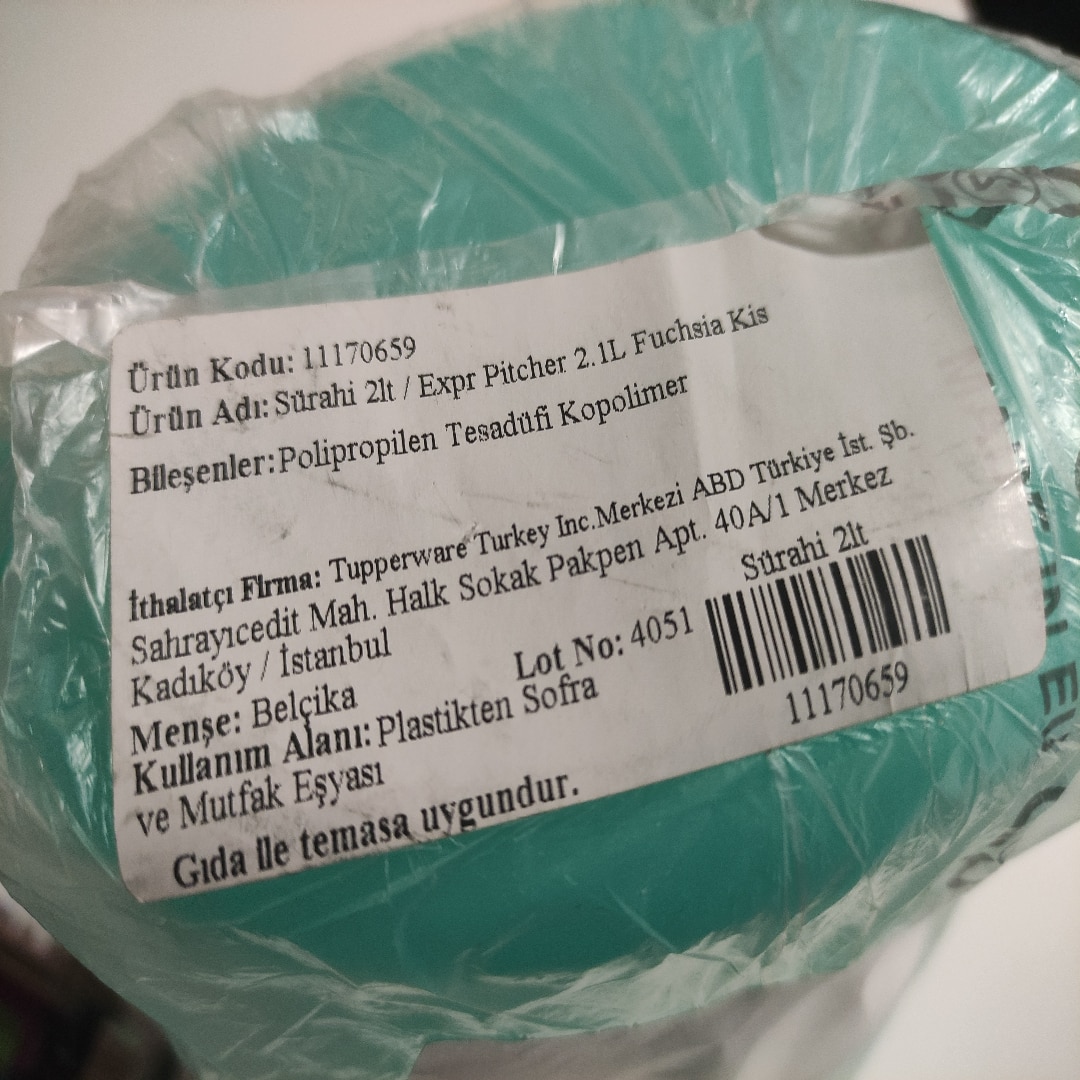 Ürün Kodu: 11170659
Ürün Adı: Sürahi 2lt / Expr Pitcher 2.1L Fuchsia Kis
Bileşenler:Polipropilen Tesadüfi Kopolimer
İthalatçı Firma: Tupperware Turkey Inc.Merkezi ABD Türkiye İst. Şb.
Sahrayıcedit Mah. Halk Sokak Pakpen Apt. 40A/1 Merkez
Kadıköy / İstanbul
Sürahi 2lt
Lot No: 4051
Menşe: Belçika
11170659
Kullanım Alanı: Plastikten Sofra
ve Mutfak Eşyası
Gıda ile temasa uygundur.